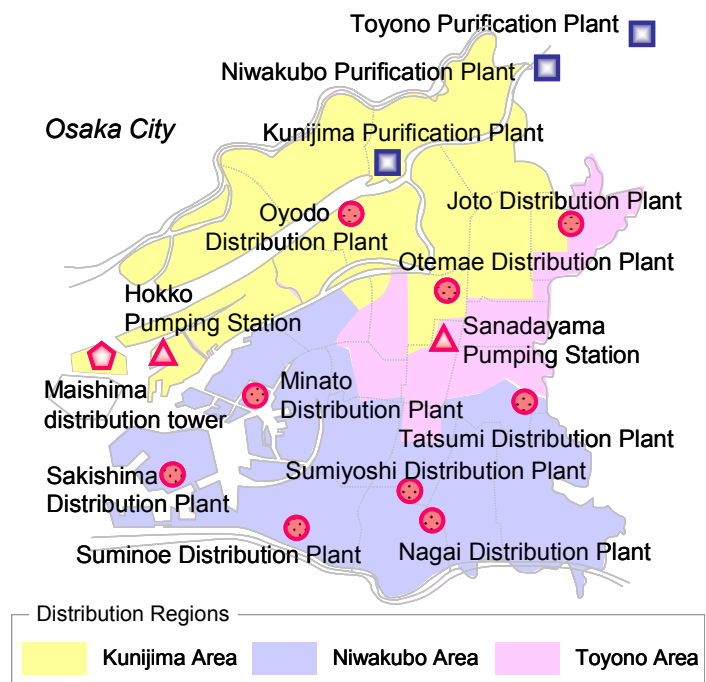 Toyono Purification Plant
Niwakubo Purification Plant
Osaka City
Kunijima Purification Plant
Joto Distribution Plant
Oyodo
Distribution Plant
Otemae Distribution Plant
Hokko
Pumping Station
Sanadayama
Pumping Station
Maishima
distribution tower
Minato
Distribution Plant
Tatsumi Distribution Plant
Sakishima
Distribution Plant
Sumiyoshi Distribution Plant
Suminoe Distribution Plant
Nagai Distribution Plant
Distribution Regions
Kunijima Area
Niwakubo Area
Toyono Area